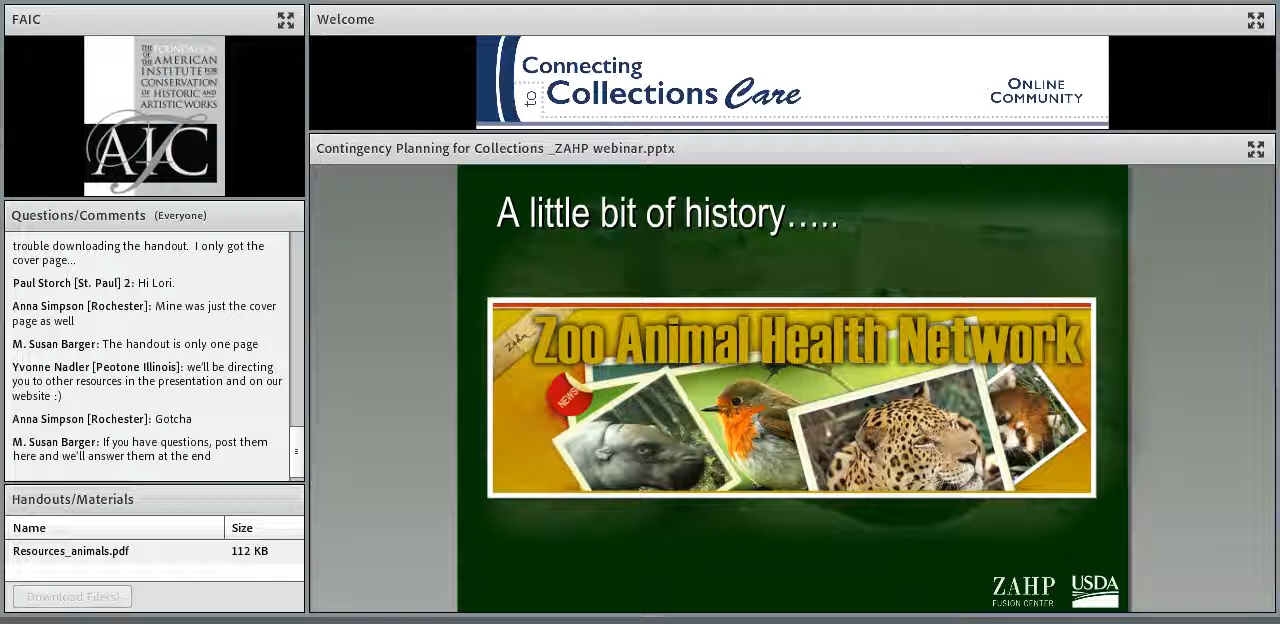 FAIC
THE FOUNDATION
OF THE AMERICAN
INSTITUTE FOR
CONSERVATION
OF HISTORIC AND
ARTISTIC WORKS
AIC
Welcome
Connecting
to Collections Care
ONLINE
COMMUNITY
Questions/Comments (Everyone)
trouble downloading the handout. I only got the
cover page...
Paul Storch [St. Paul] 2: Hi Lori.
Anna Simpson [Rochester]: Mine was just the cover
page as well
M. Susan Barger: The handout is only one page
Yvonne Nadler [Peotone Illinois]: we'll be directing
you to other resources in the presentation and on our
website :)
Anna Simpson [Rochester]: Gotcha
M. Susan Barger: If you have questions, post them
here and we'll answer them at the end
Handouts/Materials
Name Size
Resources_animals.pdf 112 KB
Download File(s)
Contingency Planning for Collections _ZAHP webinar.pptx
A little bit of history.....
Zoo Animal Health Network
NEWS
ZAHP
FUSION CENTER
USDA